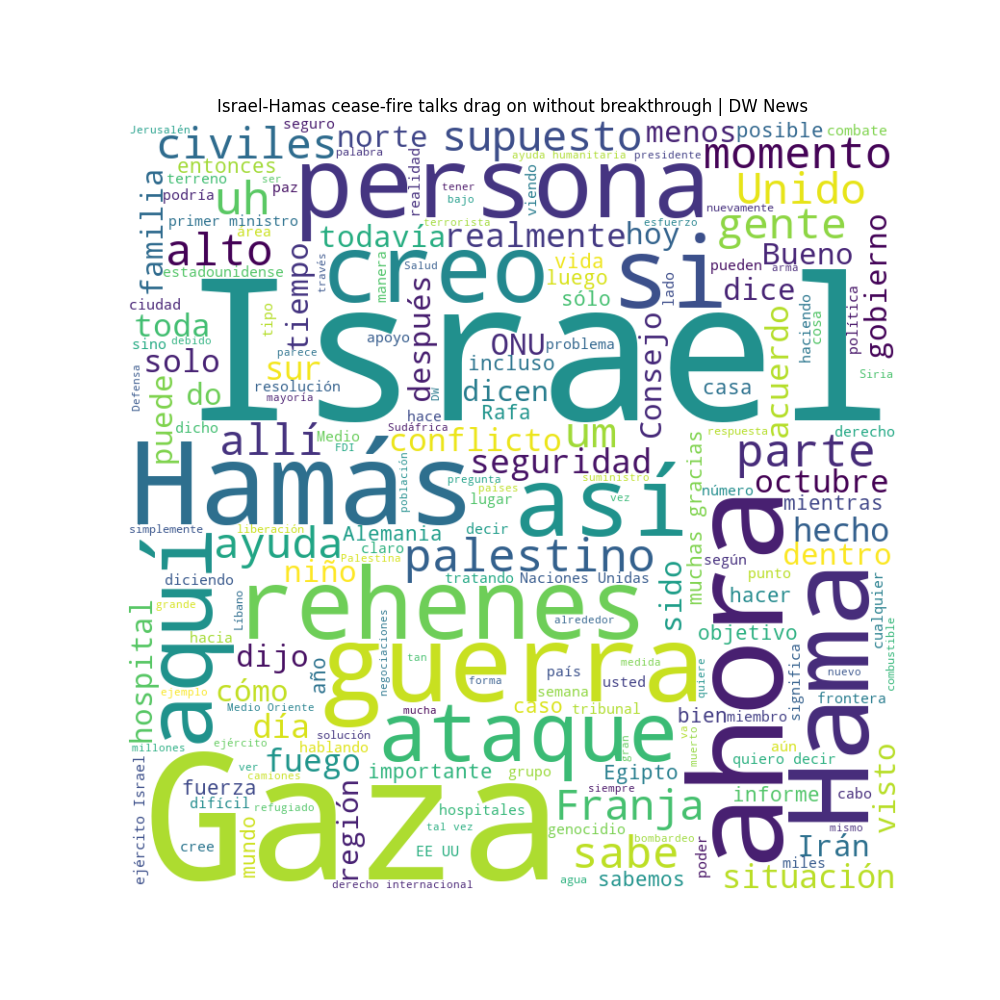 Israel-Hamas cease-fire talks drag on without breakthrough | DW News
Jerusalén
seguro
civiles
norte
palabra
supuesto
menos
posible
combate
entonces
ayuda humanitaria
presidente
momento
terreno
ser
paz
podría
familia
uh
persona
realidad
tener
bajo
viendo
Unido
nuevamente
primer ministro
terrorista
esfuerzo
gente
área
alto
todavía
realmente
hoy
si
Bueno
gobierno
estadounidense
tiempo
través
creo
manera
Salud
vida
luego
lado
pueden
arma
ciudad
tipo
sólo
dice
haciendo
cosa
política
toda
Israel
después
sino
debido
apoyo
ONU
problema
Consejo
acuerdo
solo
parece
incluso
sur
resolución
mayoría
DW
dicen
casa
Siria
Defensa
puede
do
Rafa
hace
dicho
Sudáfrica
allí
Medio
FDI
conflicto
um
respuesta
derecho
Hamás
población
seguridad
pregunta
países
suministro
parte
lugar
vez
octubre
número
muchas gracias
mientras
simplemente
liberación
así
ahora
hecho
aquí
ayuda
Alemania
claro
decir
Palestina
palestino
según
dentro
niño
diciendo
tratando
Naciones Unidas
sido
punto
hacer
Hama
cualquier
grande
Líbano
rehenes
alrededor
hospital
hacia
negociaciones
objetivo
combustible
dijo
año
guerra
tan
país
medida
quiere
significa
nuevo
ejemplo
cómo
forma
semana
usted
frontera
Medio Oriente
mucha
caso
tribunal
bien
miembro
día
solución
ataque
gran
va
muerto
aún
millones
ejército
hablando
quiero decir
visto
ver
fuego
camiones
importante
grupo
Egipto
ejército Israel
Gaza
fuerza
región
siempre
informe
cabo
difícil
refugiado
hospitales
Franja
mundo
tal vez
genocidio
mismo
cree
EE UU
bombardeo
sabe
poder
Irán
miles
derecho internacional
agua
sabemos
situación